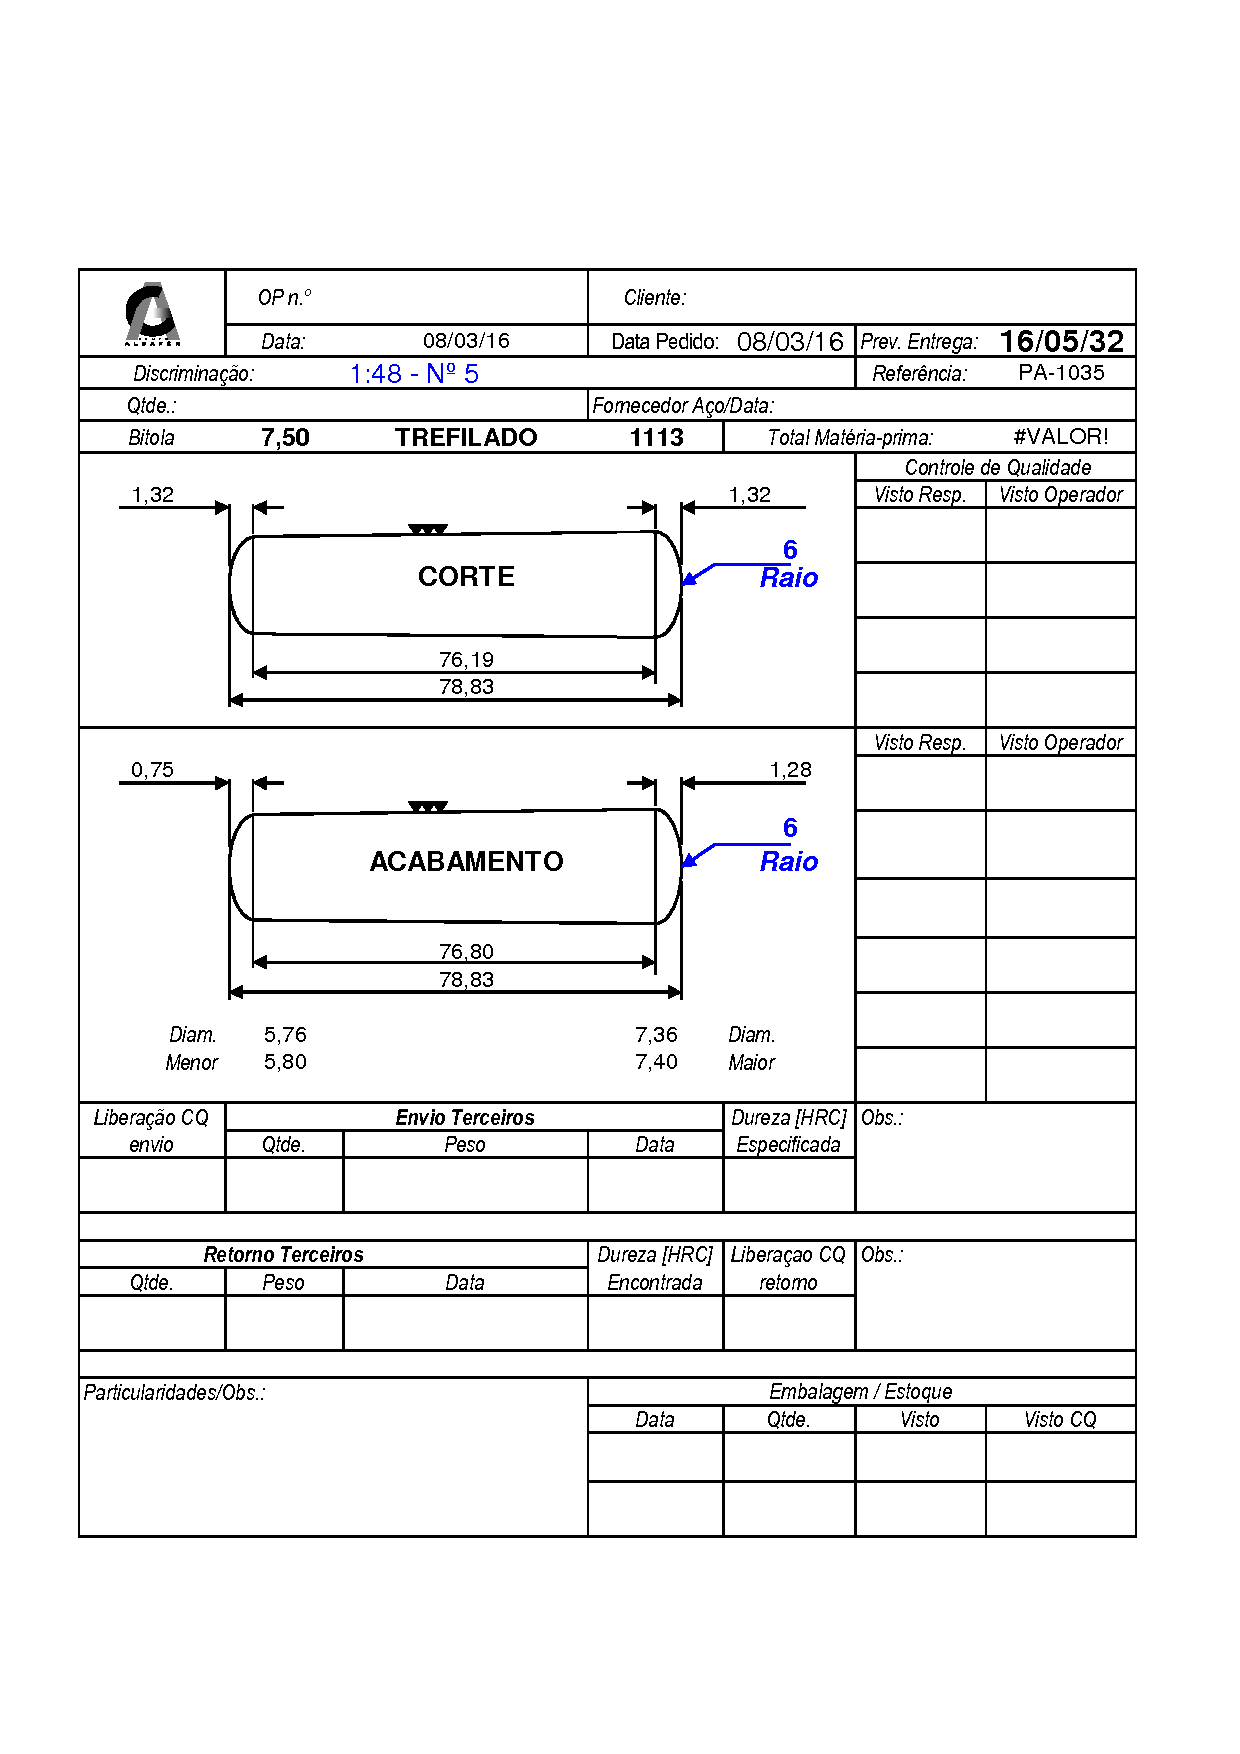 ALBAFER
OP n.º Cliente:
Data: 08/03/16 Data Pedido: 08/03/16 Prev. Entrega: 16/05/32
Discriminação: 1:48 - Nº 5 Referência: PA-1035
Qtde.: Fornecedor Aço/Data:
Bitola 7,50 TREFILADO 1113 Total Matéria-prima: #VALOR!
Controle de Qualidade
1,32 1,32 Visto Resp. Visto Operador
6
CORTE Raio
76,19
78,83
Visto Resp. Visto Operador
0,75 1,28
6
ACABAMENTO Raio
76,80
78,83
Diam. 5,76 7,36 Diam.
Menor 5,80 7,40 Maior
Liberação CQ Envio Terceiros Dureza [HRC] Obs.:
envio Qtde. Peso Data Especificada
Retorno Terceiros Dureza [HRC] Liberaçao CQ Obs.:
Qtde. Peso Data Encontrada retorno
Particularidades/Obs.: Embalagem / Estoque
Data Qtde. Visto Visto CQ